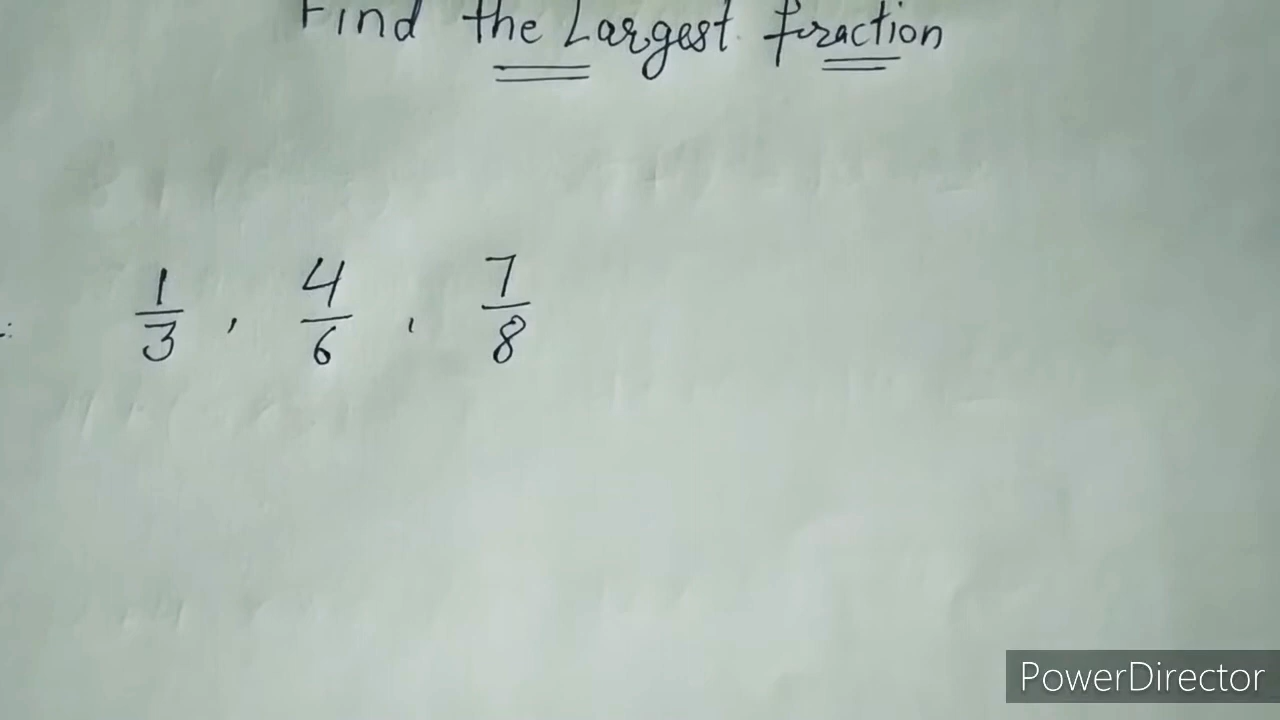 Find the Largest fraction
1/3 , 4/6 , 7/8
PowerDirector